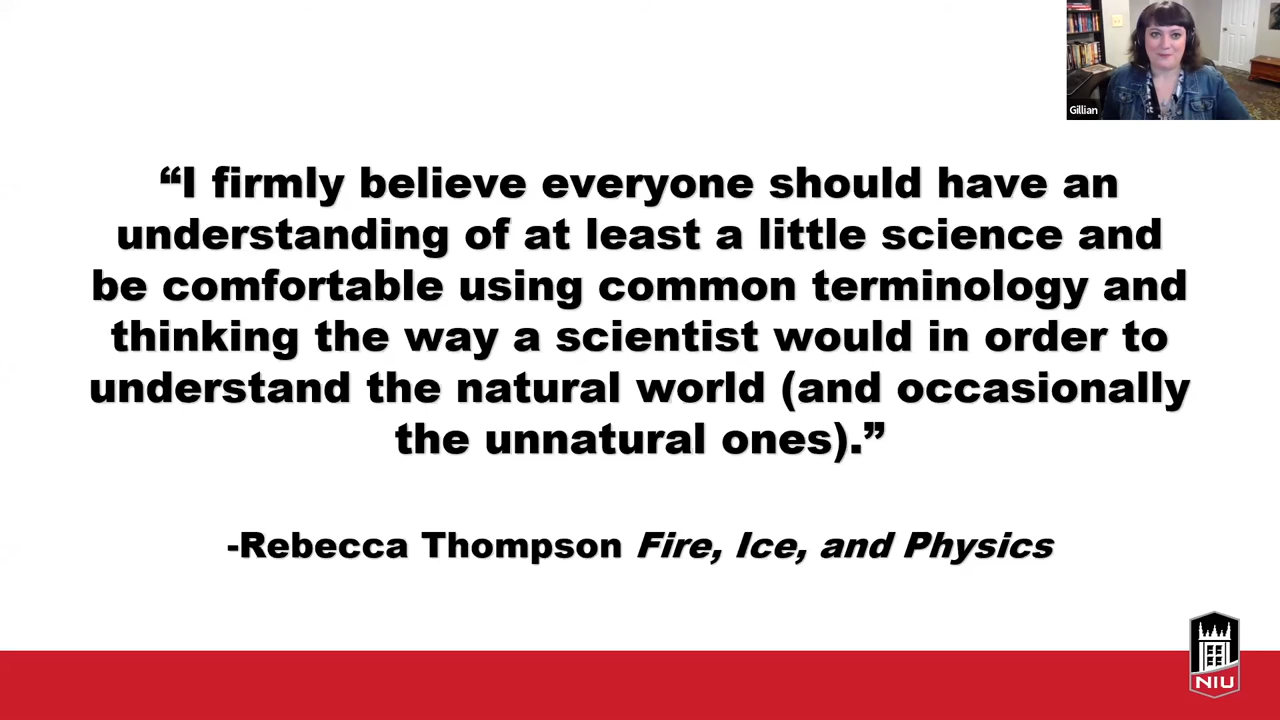 Gillian
“I firmly believe everyone should have an
understanding of at least a little science and
be comfortable using common terminology and
thinking the way a scientist would in order to
understand the natural world (and occasionally
the unnatural ones).”
-Rebecca Thompson Fire, Ice, and Physics
NIU